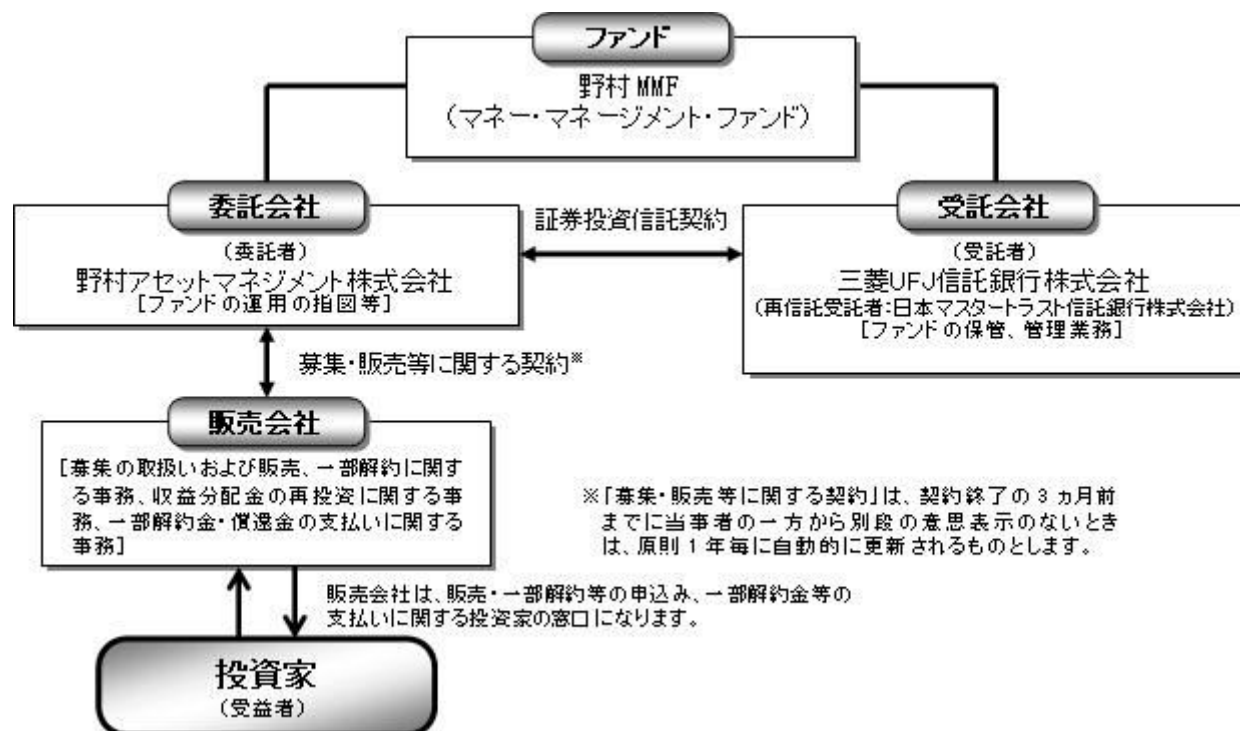 ファンド
野村 MMF
(マネー・マネージメント・ファンド)
委託会社
(委託者)
野村アセットマネジメント株式会社
[ファンドの運用の指図等]
証券投資信託契約
受託会社
(受託者)
三菱UFJ信託銀行株式会社
(再信託受託者:日本マスタートラスト信託銀行株式会社)
[ファンドの保管、管理業務]
募集・販売等に関する契約※
販売会社
[募集の取扱いおよび販売、一部解約に関す
る事務、収益分配金の再投資に関する事
務、一部解約金・償還金の支払いに関する
事務]
※「募集・販売等に関する契約」は、契約終了の3ヵ月前
までに当事者の一方から別段の意思表示のないとき
は、原則1年毎に自動的に更新されるものとします。
販売会社は、販売・一部解約等の申込み、一部解約金等の
支払いに関する投資家の窓口になります。
投資家
(受益者)